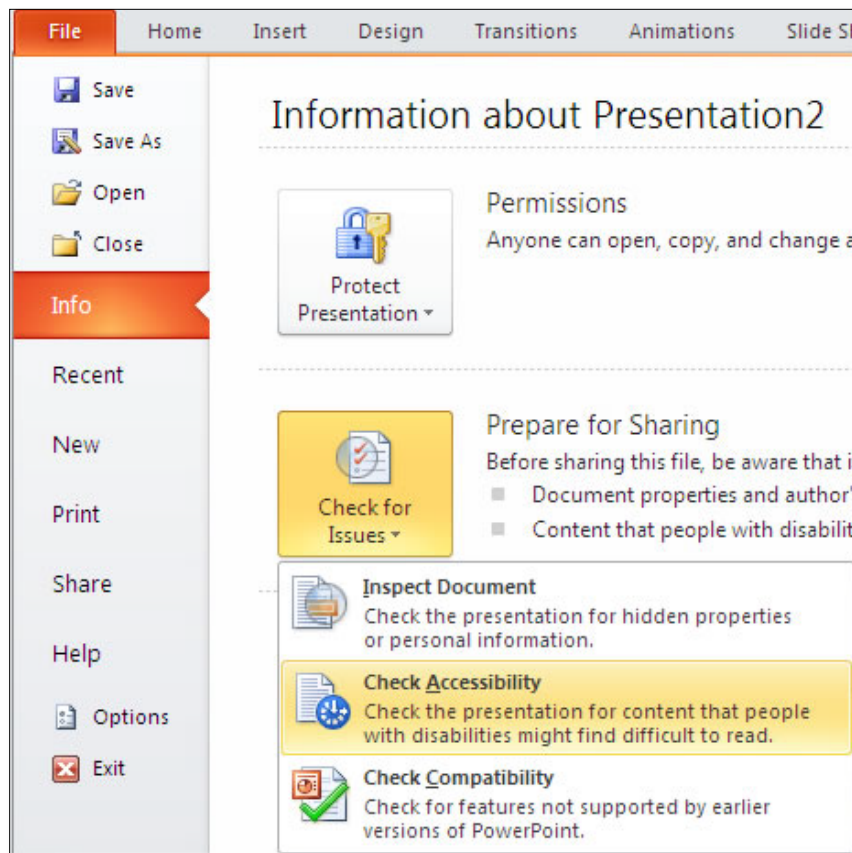 File Home Insert Design Transitions Animations Slide
Save
Save As
Open
Close
Info
Recent
New
Print
Share
Help
Options
Exit
Information about Presentation2
Protect
Presentation
Permissions
Anyone can open, copy, and change
Check for
Issues
Prepare for Sharing
Before sharing this file, be aware that
Document properties and author'
Content that people with
Inspect Document
Check the presentation for hidden properties
or personal information.
Check Accessibility
Check the presentation for content that people
with disabilities might find difficult to read.
Check Compatibility
Check for features not supported by earlier
versions of PowerPoint.